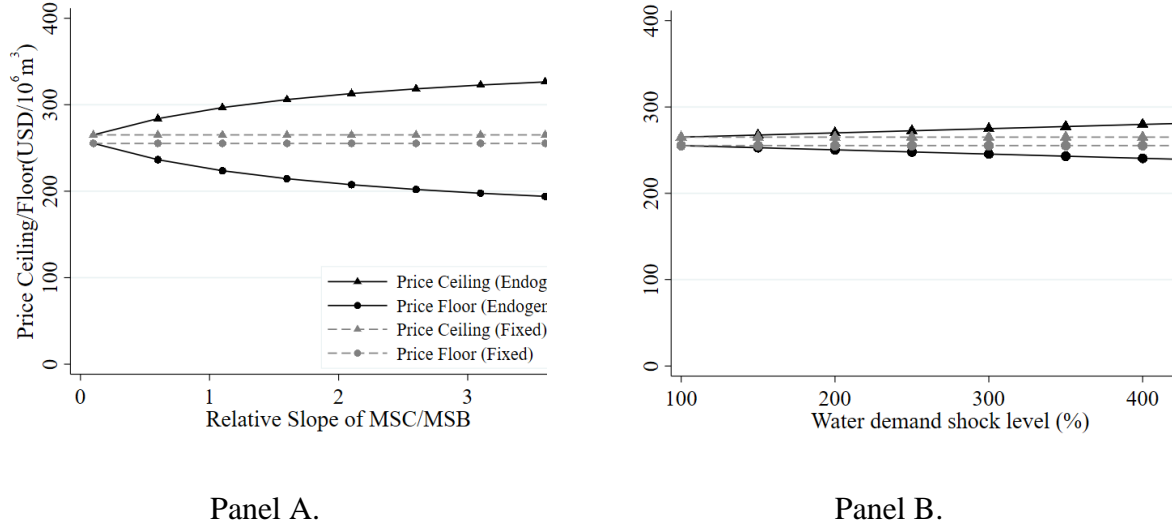 Price Ceiling/Floor(USD/10⁶m³)
400
300
200
100
0
Price Ceiling (Endog
Price Floor (Endoger
Price Ceiling (Fixed)
Price Floor (Fixed)
0 1 2 3
Relative Slope of MSC/MSB
Panel A.
400
300
200
100
0
100 200 300 400
Water demand shock level (%)
Panel B.